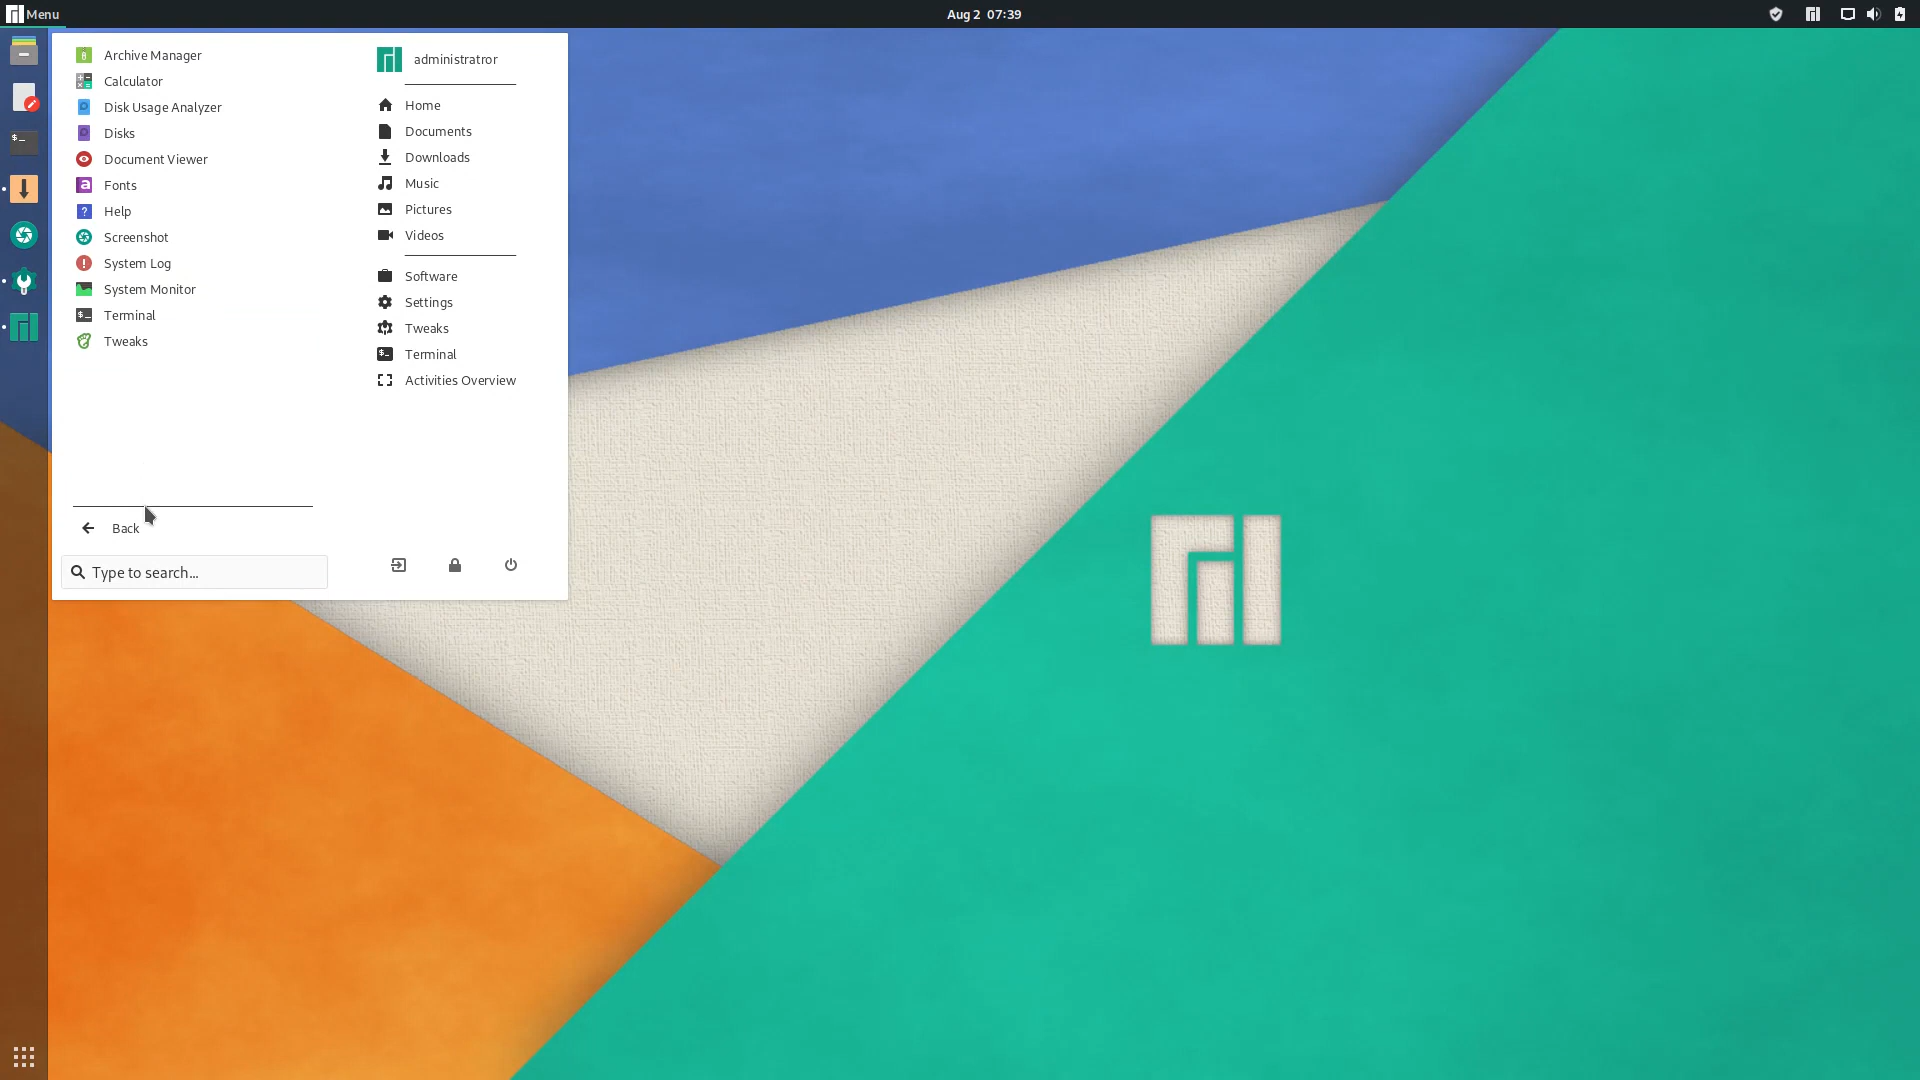 Menu
Aug 2 07:39
Archive Manager
Calculator
Disk Usage Analyzer
Disks
Document Viewer
Fonts
Help
Screenshot
System Log
System Monitor
Terminal
Tweaks
Back
Type to search...
administratror
Home
Documents
Downloads
Music
Pictures
Videos
Software
Settings
Tweaks
Terminal
Activities Overview